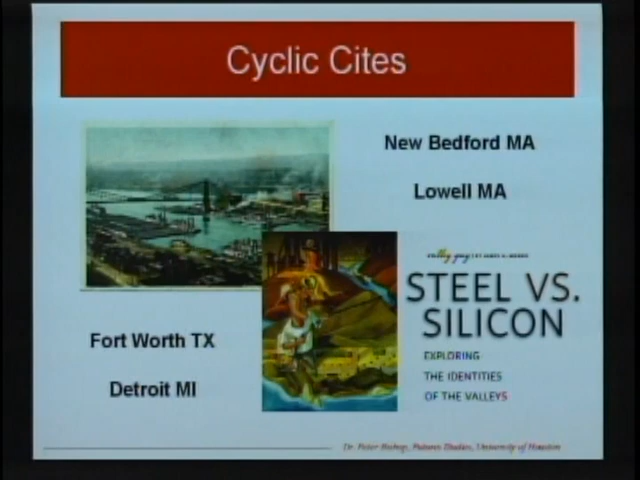 Cyclic Cites
New Bedford MA
Lowell MA
STEEL VS.
SILICON
EXPLORING
THE IDENTITIES
OF THE VALLEYS
Fort Worth TX
Detroit MI
Dr. Peter Bishop, Futures Studies, University of Houston